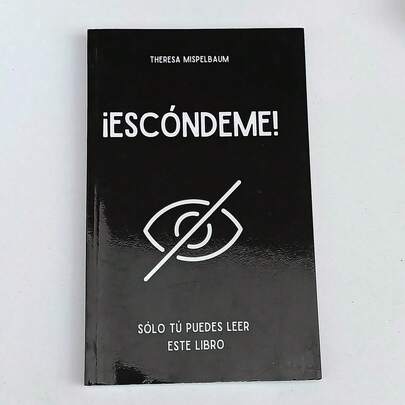 THERESA MISPELBAUM
¡ESCÓNDEME!
SÓLO TÚ PUEDES LEER
ESTE LIBRO